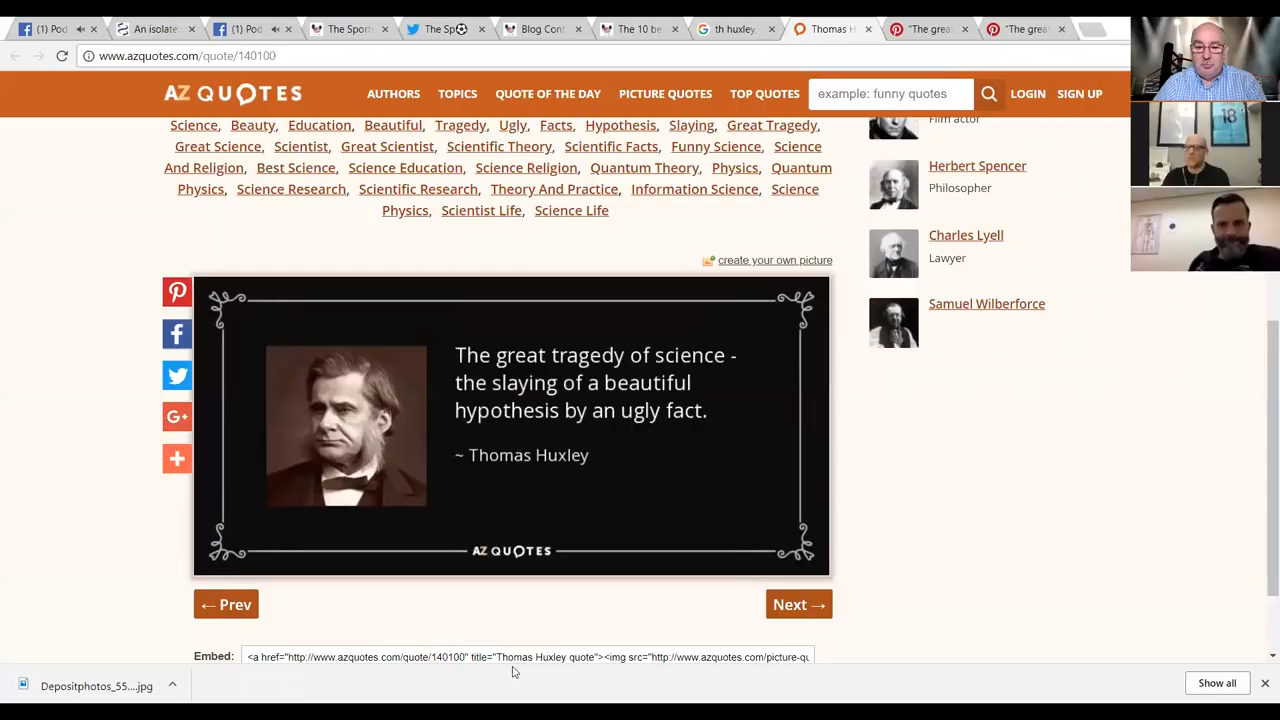 (1) Pod
An isolate
(1) Pod
The Sport
The Sp
Blog Cont
The 10 be
th huxley
Thomas H
"The grea
"The grea
www.azquotes.com/quote/140100
AZ QUOTES
AUTHORS
TOPICS
QUOTE OF THE DAY
PICTURE QUOTES
TOP QUOTES
example: funny quotes
LOGIN
SIGN UP
Science, Beauty, Education, Beautiful, Tragedy, Ugly, Facts, Hypothesis, Slaying, Great Tragedy,
Great Science, Scientist, Great Scientist, Scientific Theory, Scientific Facts, Funny Science, Science
And Religion, Best Science, Science Education, Science Religion, Quantum Theory, Physics, Quantum
Physics, Science Research, Scientific Research, Theory And Practice, Information Science, Science
Physics, Scientist Life, Science Life
Film actor
Herbert Spencer
Philosopher
Charles Lyell
Lawyer
Samuel Wilberforce
18
create your own picture
The great tragedy of science -
the slaying of a beautiful
hypothesis by an ugly fact.
~ Thomas Huxley
AZ QUOTES
← Prev
Next →
Embed:
<a href="http://www.azquotes.com/quote/140100" title="Thomas Huxley quote"><img src="http://www.azquotes.com/picture-qu
Depositphotos_55....jpg
Show all